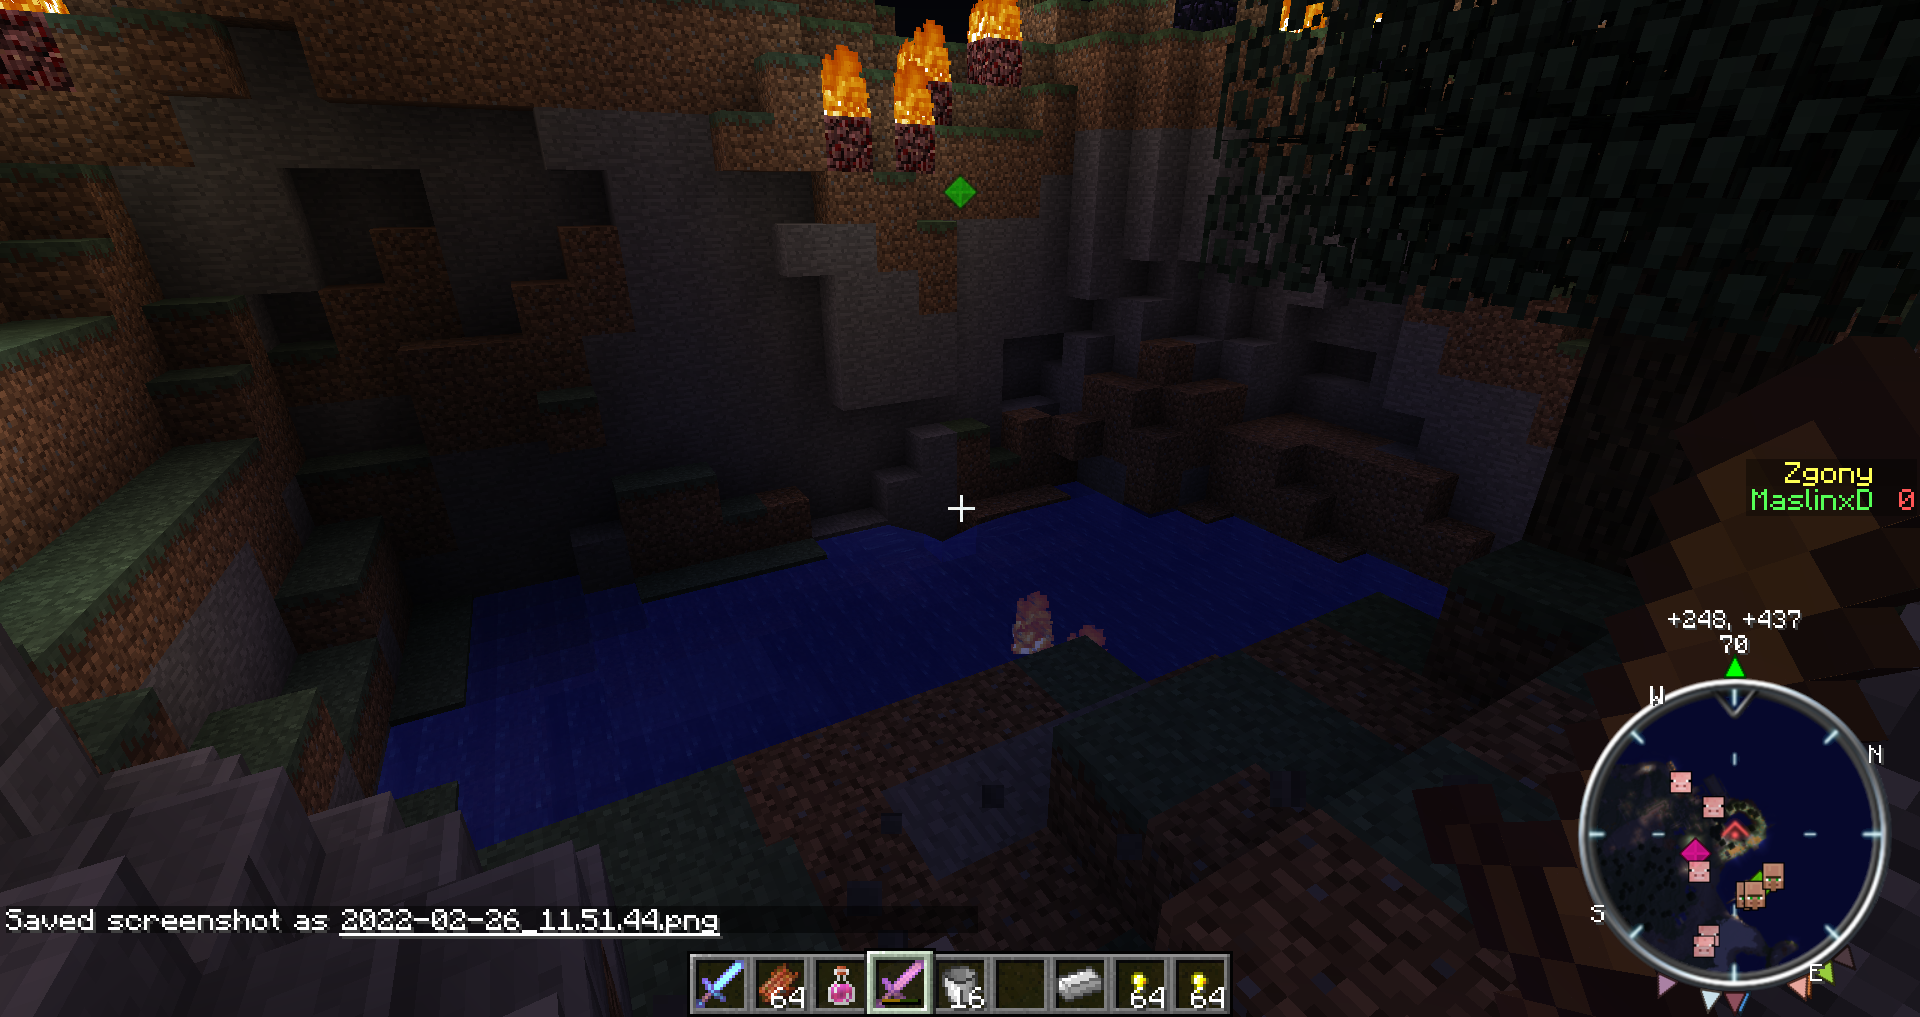 Zgony
MaslinxD 0
+248, +437
70
W
N
S
E
Saved screenshot as 2022-02-26_11.51.44.png
64
16
64
64